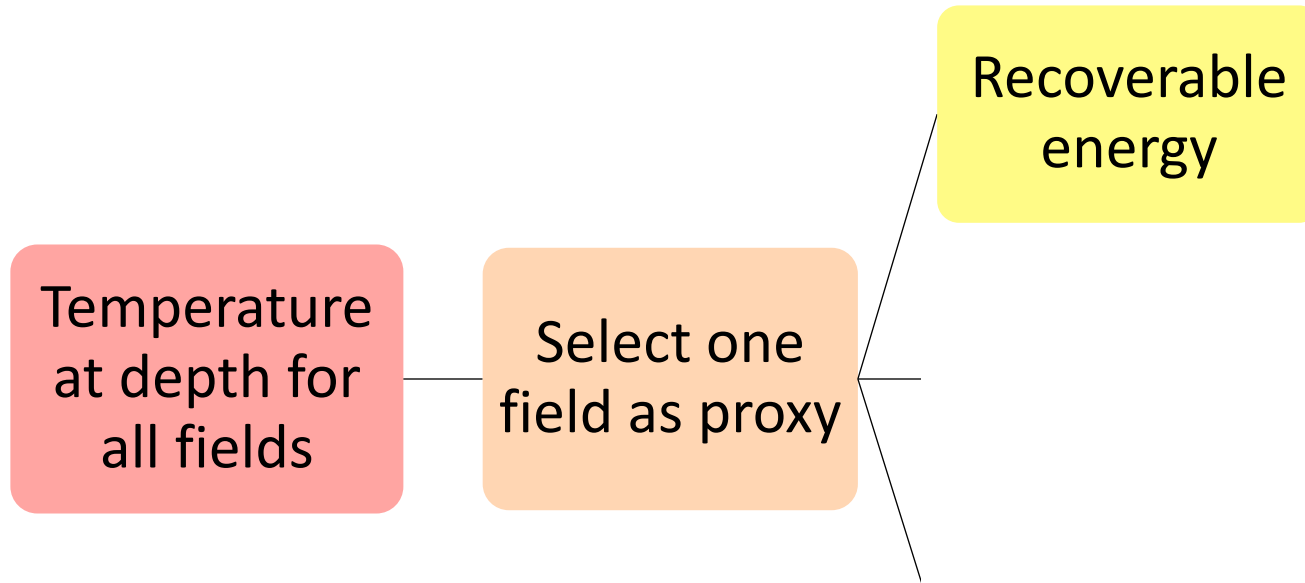 Temperature
at depth for
all fields
Select one
field as proxy
Recoverable
energy